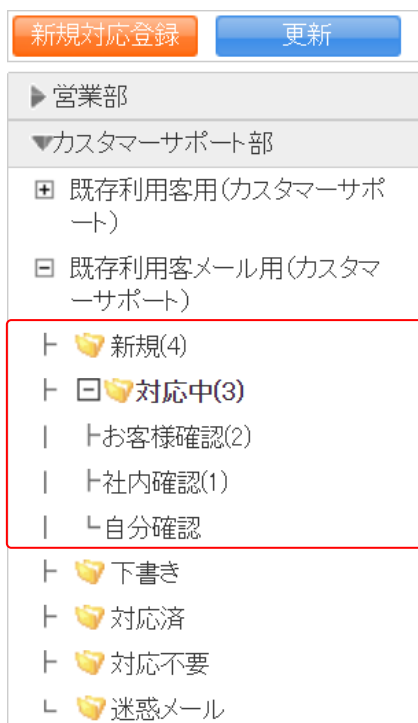 新規対応登録 更新
営業部
カスタマーサポート部
既存利用客用(カスタマーサポ
ート)
既存利用客メール用(カスタマ
ーサポート)
新規(4)
対応中(3)
お客様確認(2)
社内確認(1)
自分確認
下書き
対応済
対応不要
迷惑メール